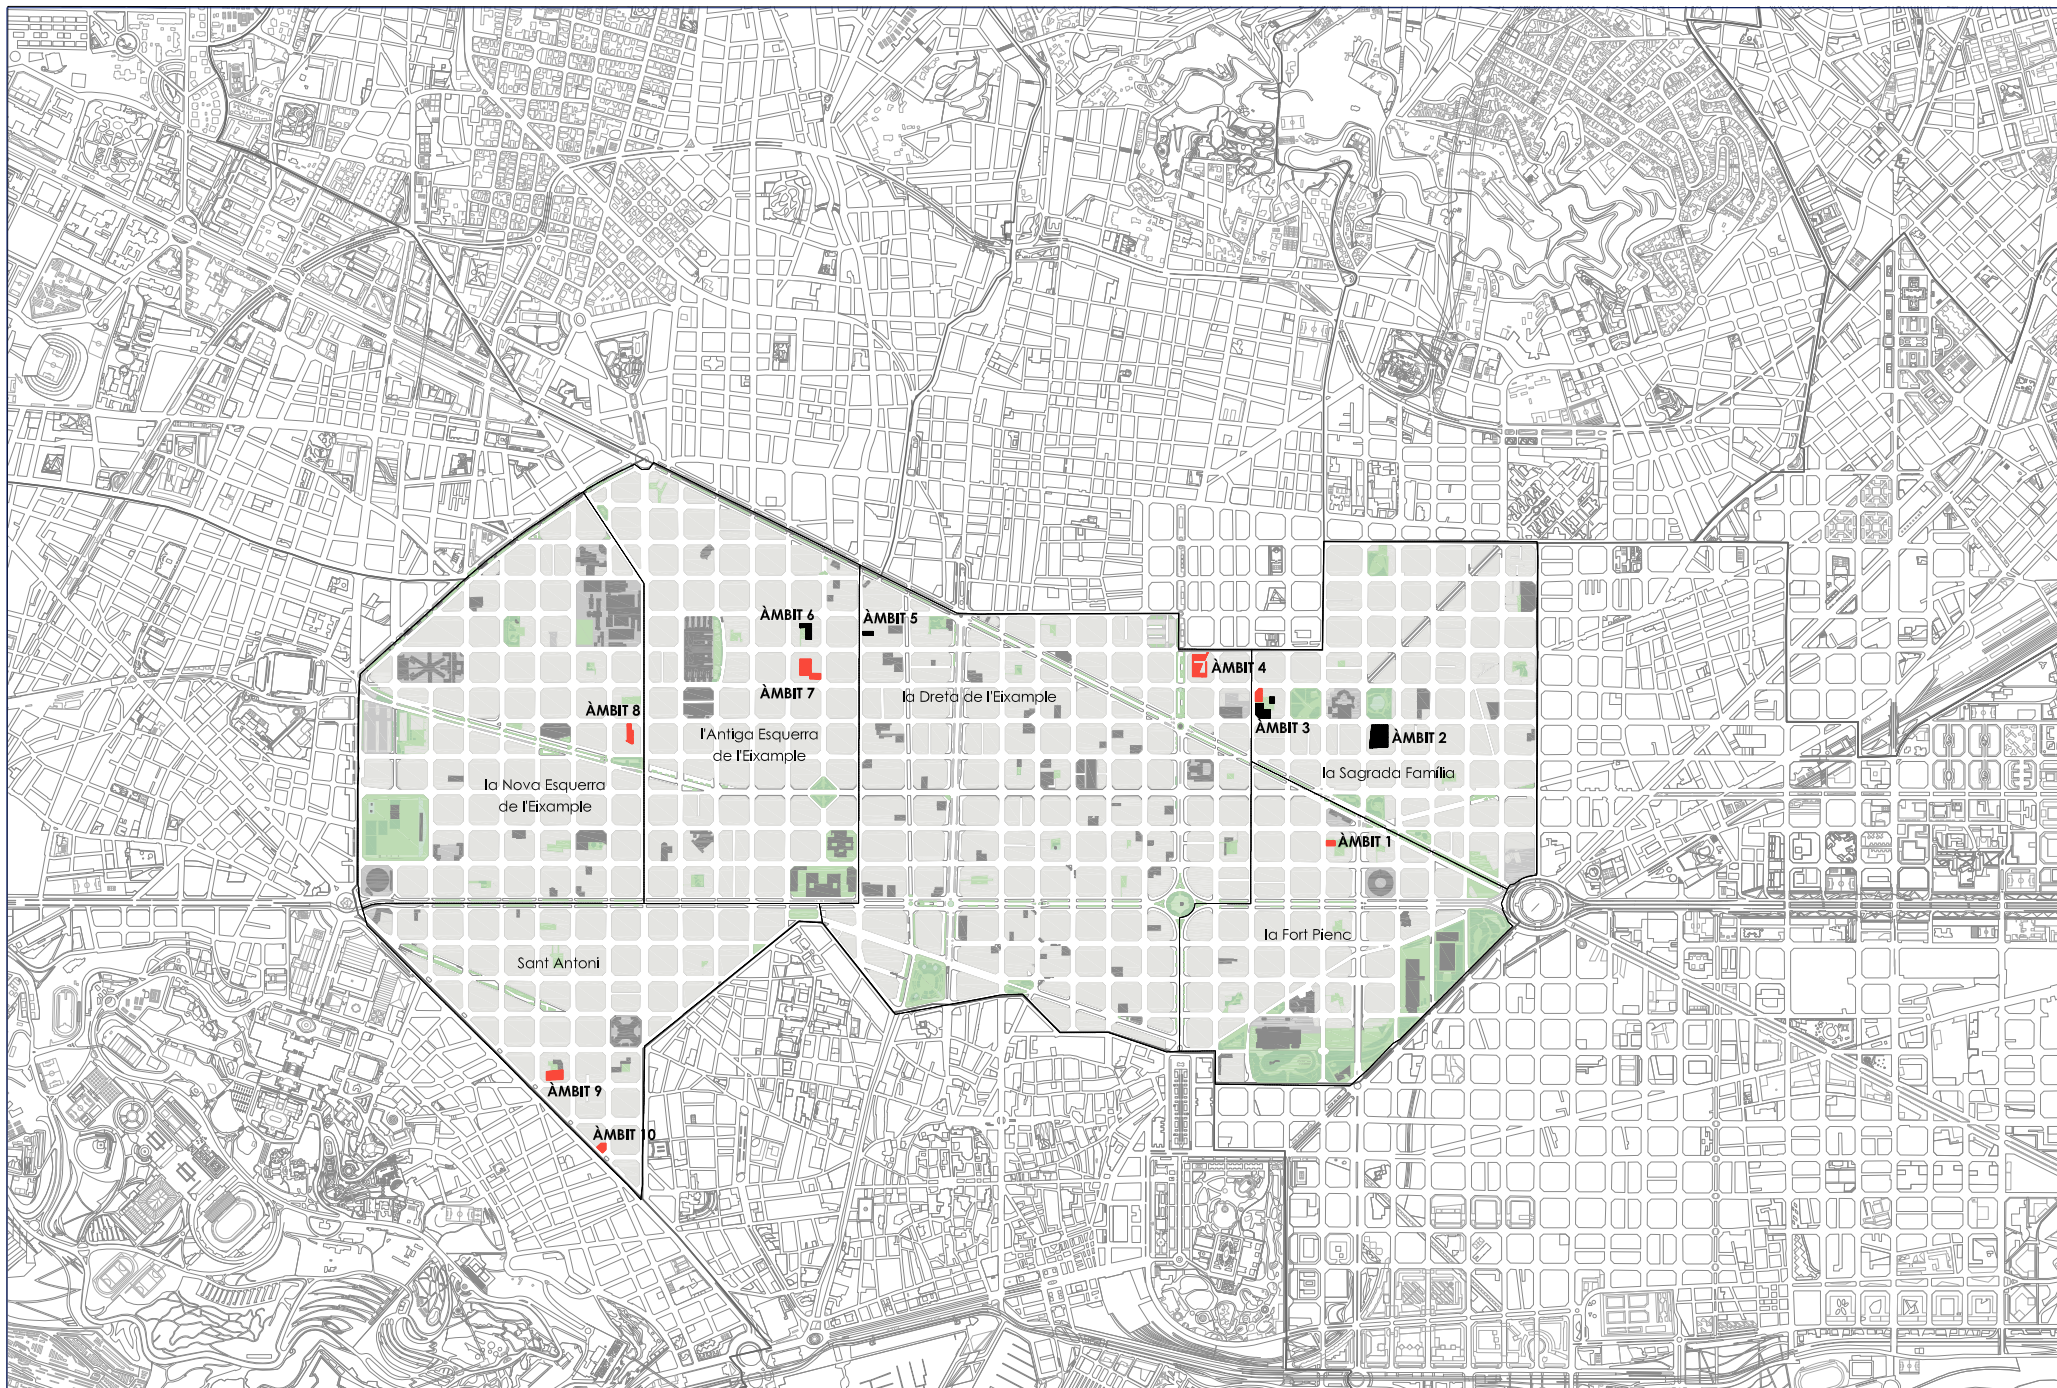 ÀMBIT 6
ÀMBIT 5
ÀMBIT 4
ÀMBIT 7
la Dreta de l'Eixample
ÀMBIT 8
ÀMBIT 3
l'Antiga Esquerra
de l'Eixample
ÀMBIT 2
la Sagrada Família
la Nova Esquerra
de l'Eixample
ÀMBIT 1
la Fort Pienc
Sant Antoni
ÀMBIT 9
ÀMBIT 10